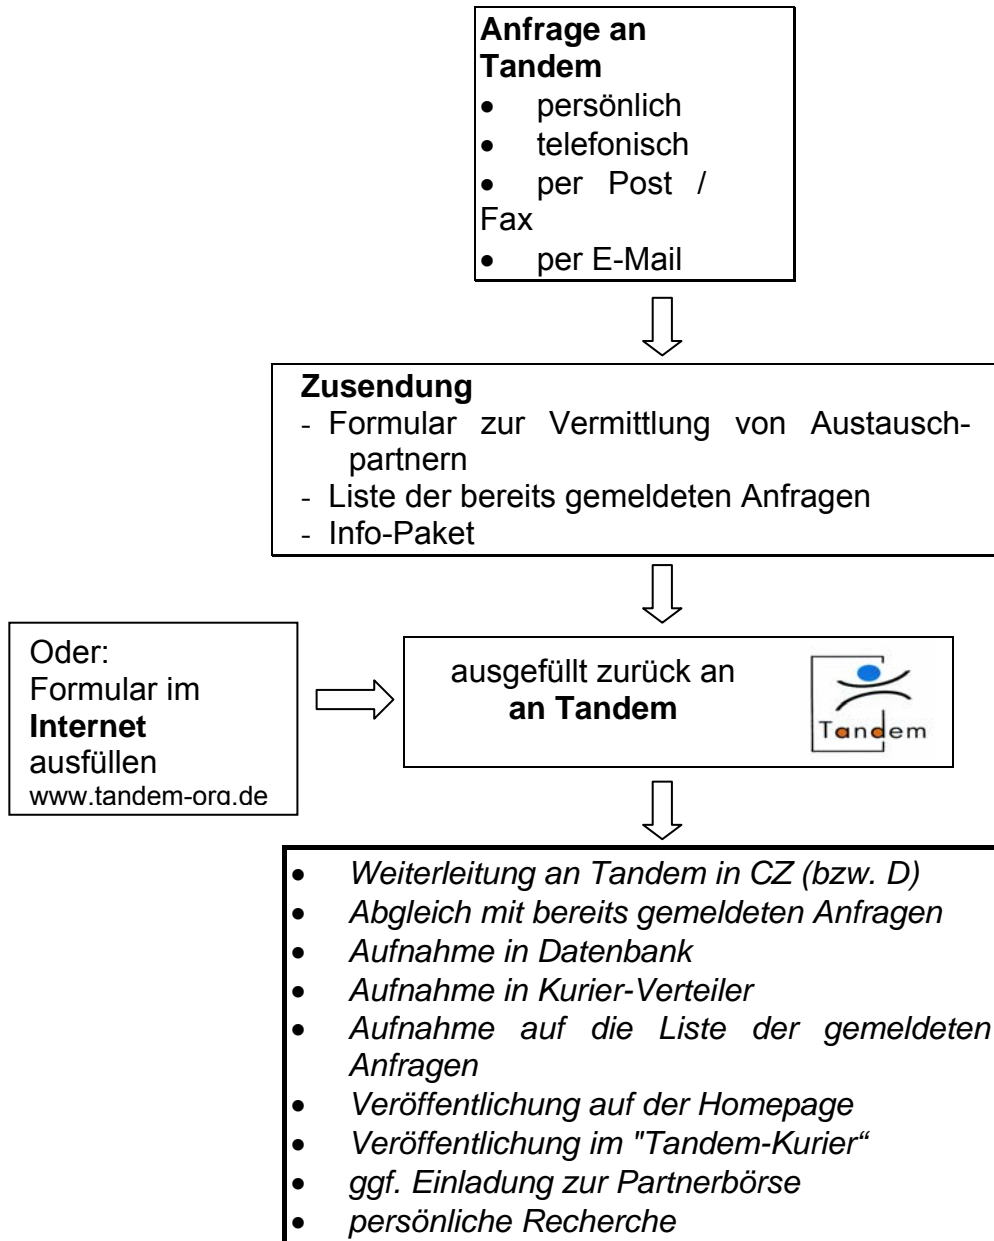 Anfrage an
Tandem
• persönlich
• telefonisch
• per Post /
Fax
• per E-Mail
Zusendung
- Formular zur Vermittlung von Austausch-
partnern
- Liste der bereits gemeldeten Anfragen
- Info-Paket
Oder:
Formular im
Internet
ausfüllen
www.tandem-org.de
ausgefüllt zurück an
an Tandem
Tandem
• Weiterleitung an Tandem in CZ (bzw. D)
• Abgleich mit bereits gemeldeten Anfragen
• Aufnahme in Datenbank
• Aufnahme in Kurier-Verteiler
• Aufnahme auf die Liste der gemeldeten
Anfragen
• Veröffentlichung auf der Homepage
• Veröffentlichung im "Tandem-Kurier“
• ggf. Einladung zur Partnerbörse
• persönliche Recherche